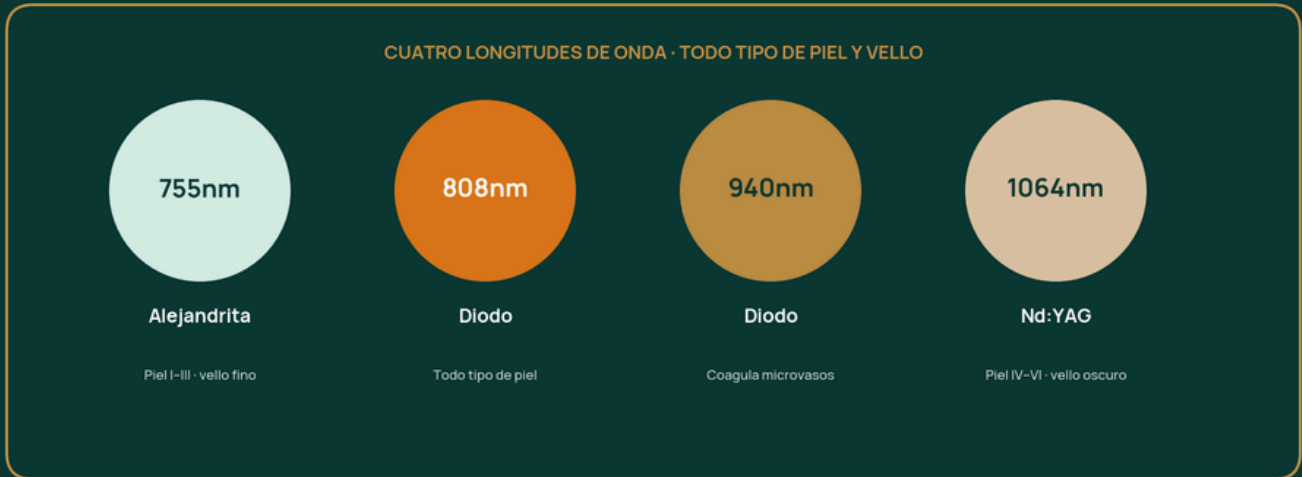 CUATRO LONGITUDES DE ONDA · TODO TIPO DE PIEL Y VELLO
755nm
808nm
940nm
1064nm
Alejandrita
Diodo
Diodo
Nd:YAG
Piel I–III · vello fino
Todo tipo de piel
Coagula microvasos
Piel IV–VI · vello oscuro